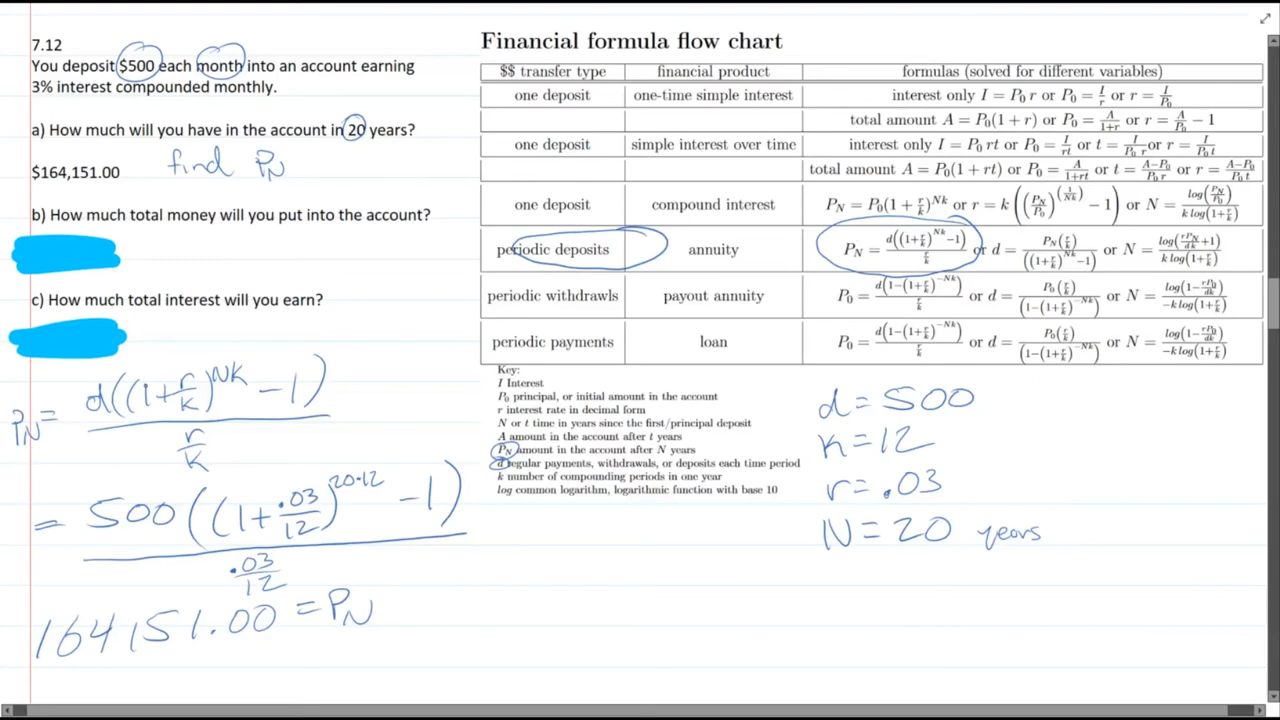 7.12
You deposit $500 each month into an account earning
3% interest compounded monthly.
a) How much will you have in the account in 20 years?
$164,151.00 find P_N
b) How much total money will you put into the account?
c) How much total interest will you earn?
P_N = d((1+r/k)^(NK) -1) / (r/k)
= 500((1+.03/12)^(20·12) -1) / (.03/12)
164151.00 = P_N
Financial formula flow chart
$$ transfer type financial product formulas (solved for different variables)
one deposit one-time simple interest interest only I = P_0 r or P_0 = I/r or r = I/P_0
total amount A = P_0(1 + r) or P_0 = A/(1+r) or r = A/P_0 − 1
one deposit simple interest over time interest only I = P_0 rt or P_0 = I/(rt) or t = I/(P_0 r) or r = I/(P_0 t)
total amount A = P_0(1 + rt) or P_0 = A/(1+rt) or t = (A−P_0)/(P_0 r) or r = (A−P_0)/(P_0 t)
one deposit compound interest P_N = P_0(1 + r/k)^(Nk) or r = k((P_N/P_0)^(1/(Nk)) − 1) or N = log(P_N/P_0)/(k log(1+r/k))
periodic deposits annuity P_N = d((1+r/k)^(Nk) −1)/(r/k) or d = P_N(r/k)/((1+r/k)^(Nk) −1) or N = log(rP_N/dk +1)/(k log(1+r/k))
periodic withdrawls payout annuity P_0 = d(1−(1+r/k)^(−Nk))/(r/k) or d = P_0(r/k)/(1−(1+r/k)^(−Nk)) or N = log(1−rP_0/dk)/(−k log(1+r/k))
periodic payments loan P_0 = d(1−(1+r/k)^(−Nk))/(r/k) or d = P_0(r/k)/(1−(1+r/k)^(−Nk)) or N = log(1−rP_0/dk)/(−k log(1+r/k))
Key:
I Interest
P_0 principal, or initial amount in the account
r interest rate in decimal form
N or t time in years since the first/principal deposit
A amount in the account after t years
P_N amount in the account after N years
d regular payments, withdrawals, or deposits each time period
k number of compounding periods in one year
log common logarithm, logarithmic function with base 10
d = 500
K = 12
r = .03
N = 20 years